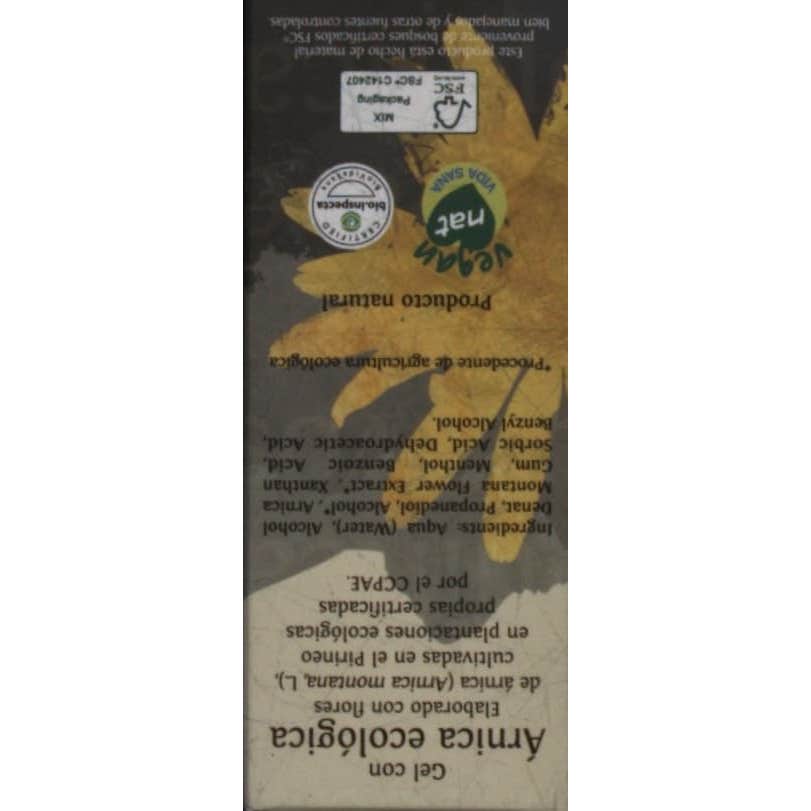 Gel con
Árnica ecológica
Elaborado con flores
de árnica (Arnica montana, L),
cultivadas en el Pirineo
en plantaciones ecológicas
propias certificadas
por el CCPAE.
Ingredients: Aqua (Water), Alcohol
Denat, Propanediol, Alcohol*, Arnica
Montana Flower Extract*, Xanthan
Gum, Menthol, Benzoic Acid,
Sorbic Acid, Dehydroacetic Acid,
Benzyl Alcohol.
*Procedente de agricultura ecológica
Producto natural
vegan
nat
VIDA SANA
CERTIFIED
bio.inspecta
BioVidaSana
FSC
MIX
Packaging
FSC® C142407
Este producto está hecho de material
proveniente de bosques certificados FSC®
bien manejados y de otras fuentes controladas